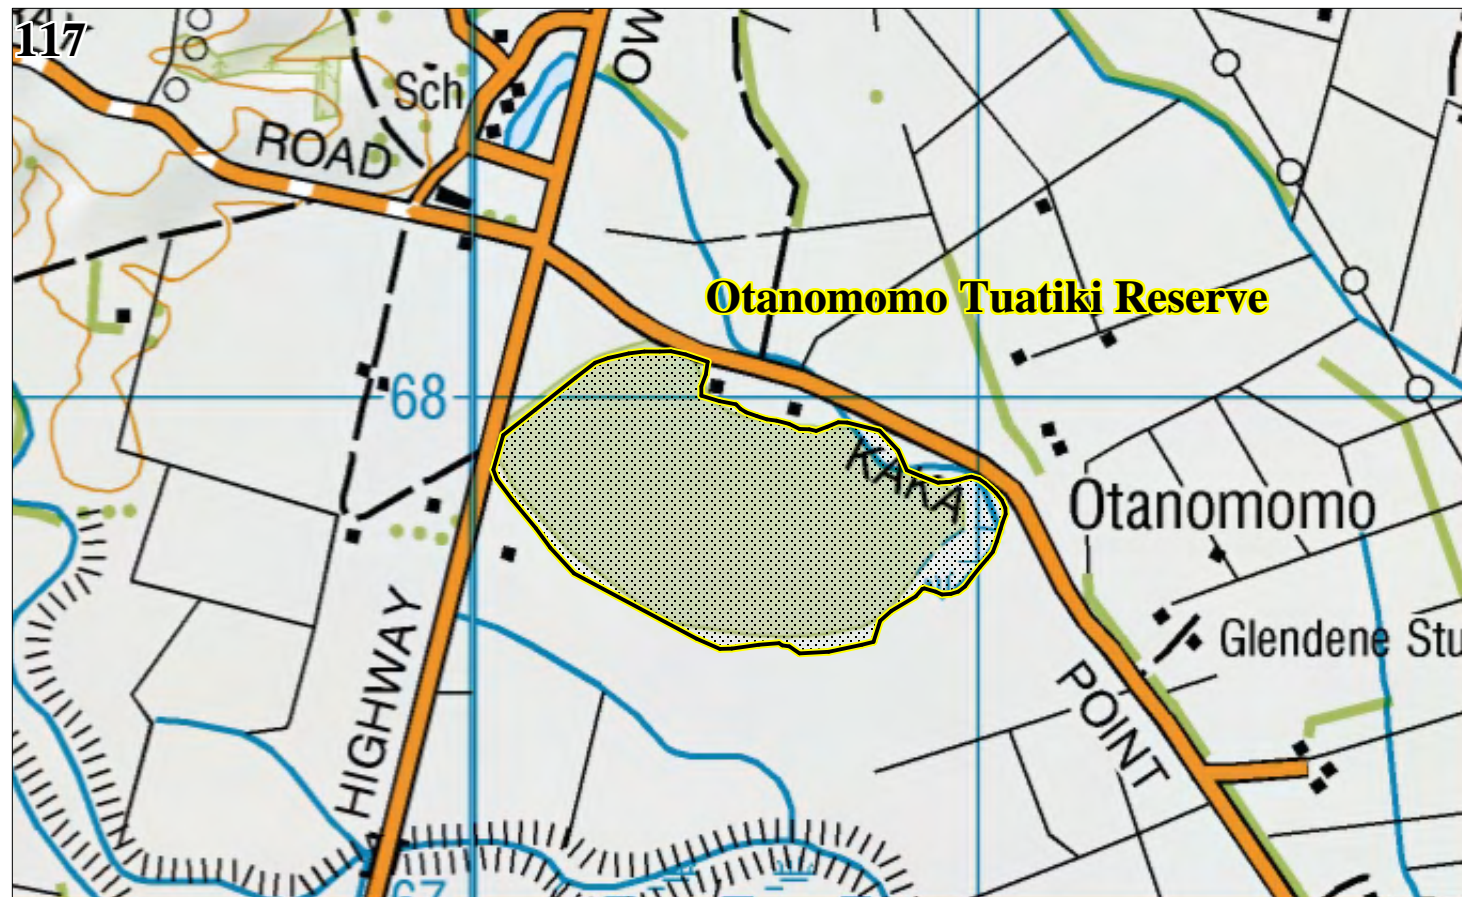 117
OW
Sch
ROAD
Otanomomo Tuatiki Reserve
68
KAKA
Otanomomo
HIGHWAY
Glendene Stu
POINT
67